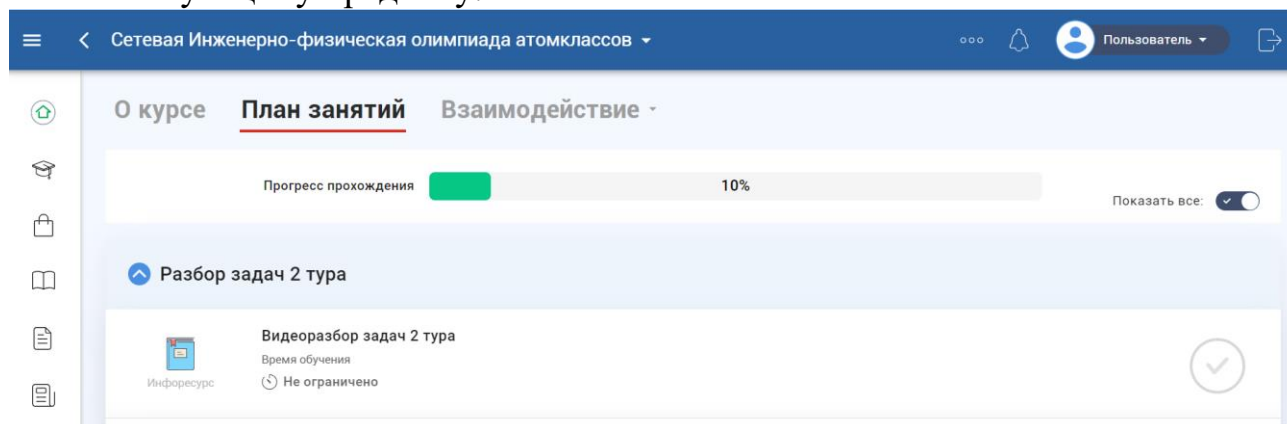 Сетевая Инженерно-физическая олимпиада атомклассов
Пользователь
О курсе План занятий Взаимодействие
Прогресс прохождения 10%
Показать все:
Разбор задач 2 тура
Видеоразбор задач 2 тура
Время обучения
Инфоресурс
Не ограничено